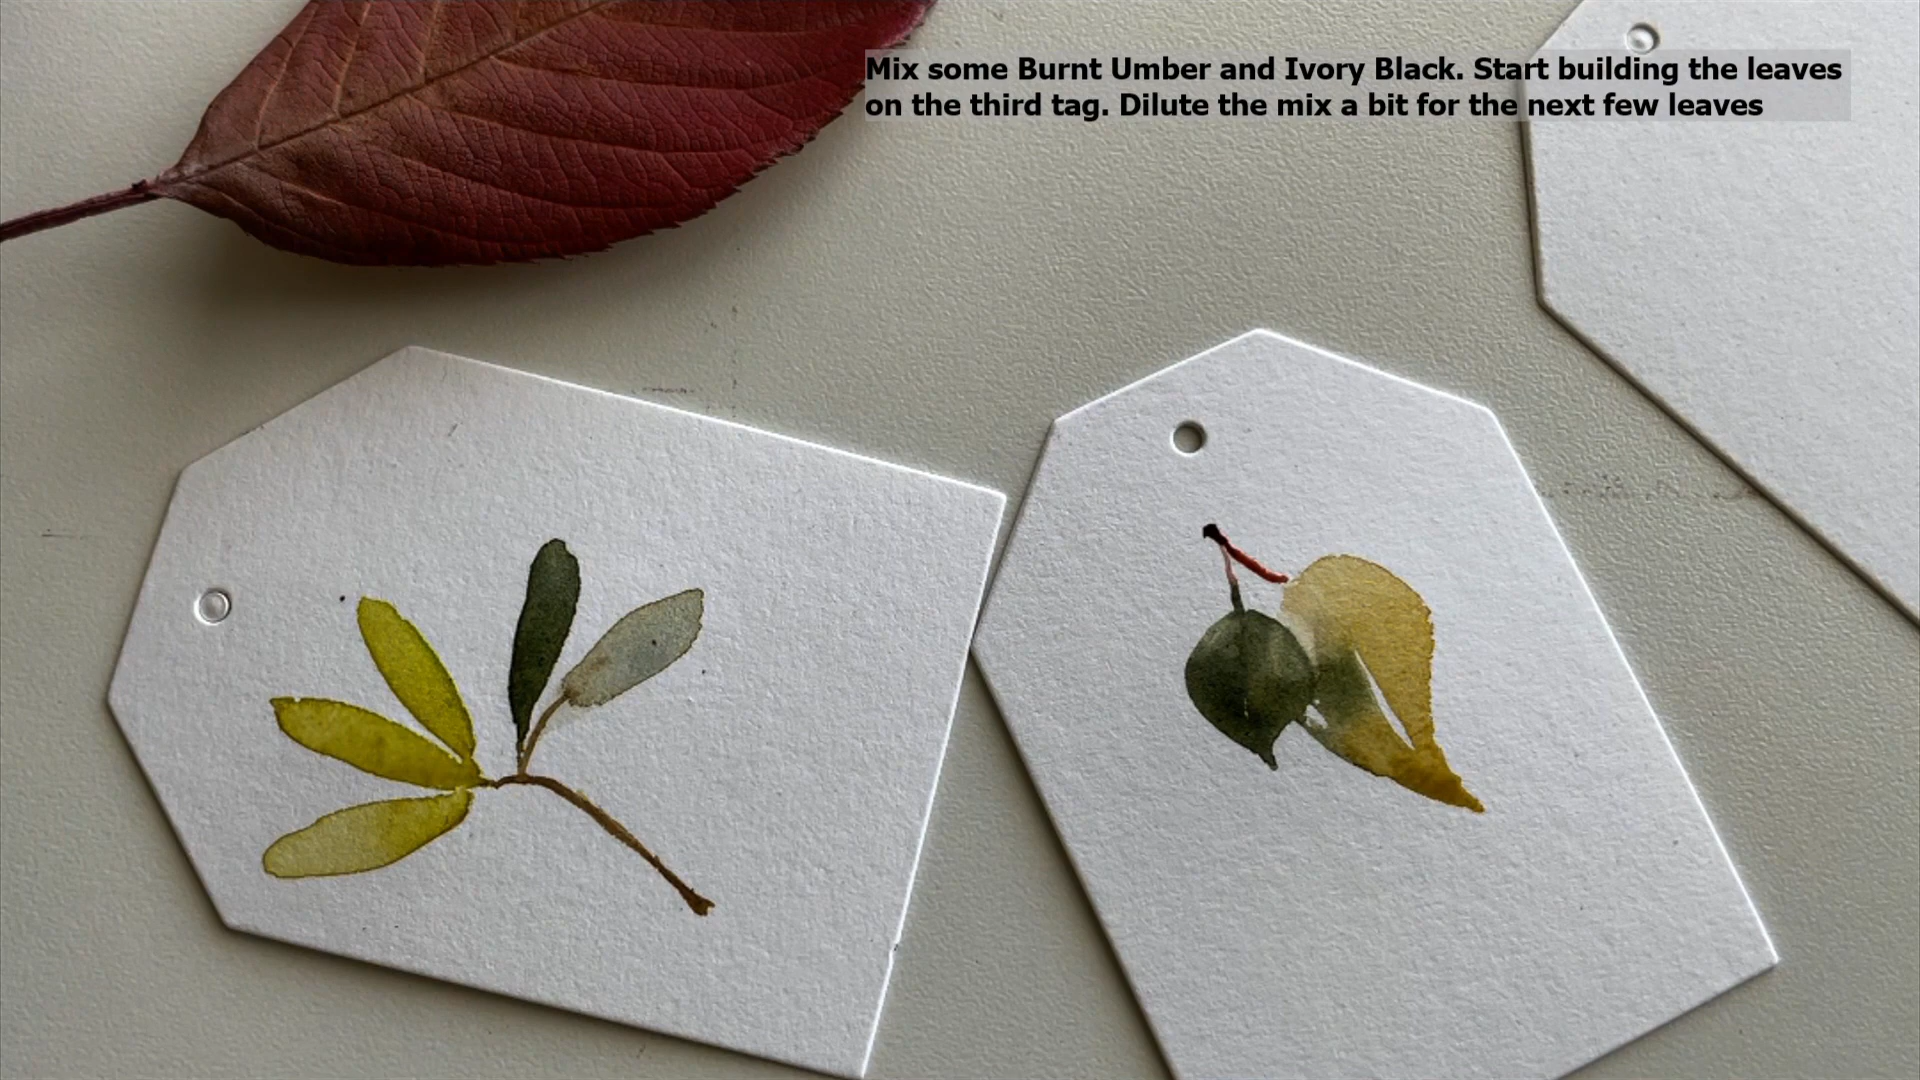 Mix some Burnt Umber and Ivory Black. Start building the leaves
on the third tag. Dilute the mix a bit for the next few leaves